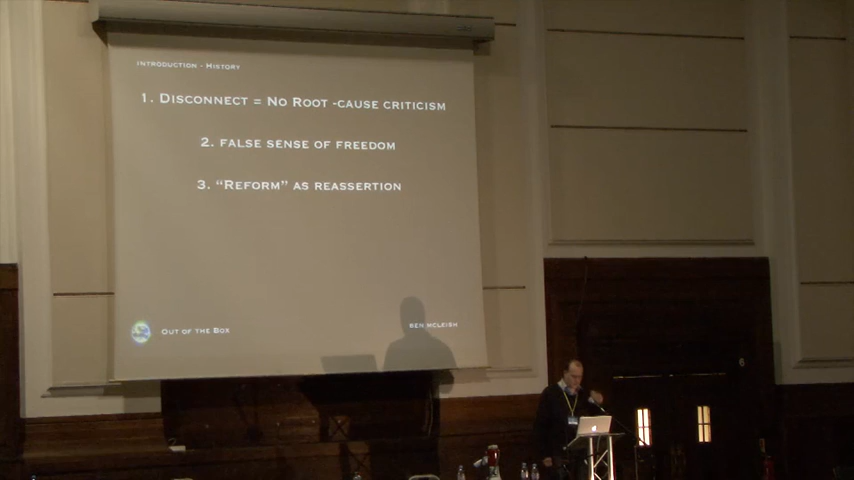 Introduction - History
1. Disconnect = No Root -cause criticism
2. false sense of freedom
3. “Reform” as reassertion
Out of the Box
Ben McLeish